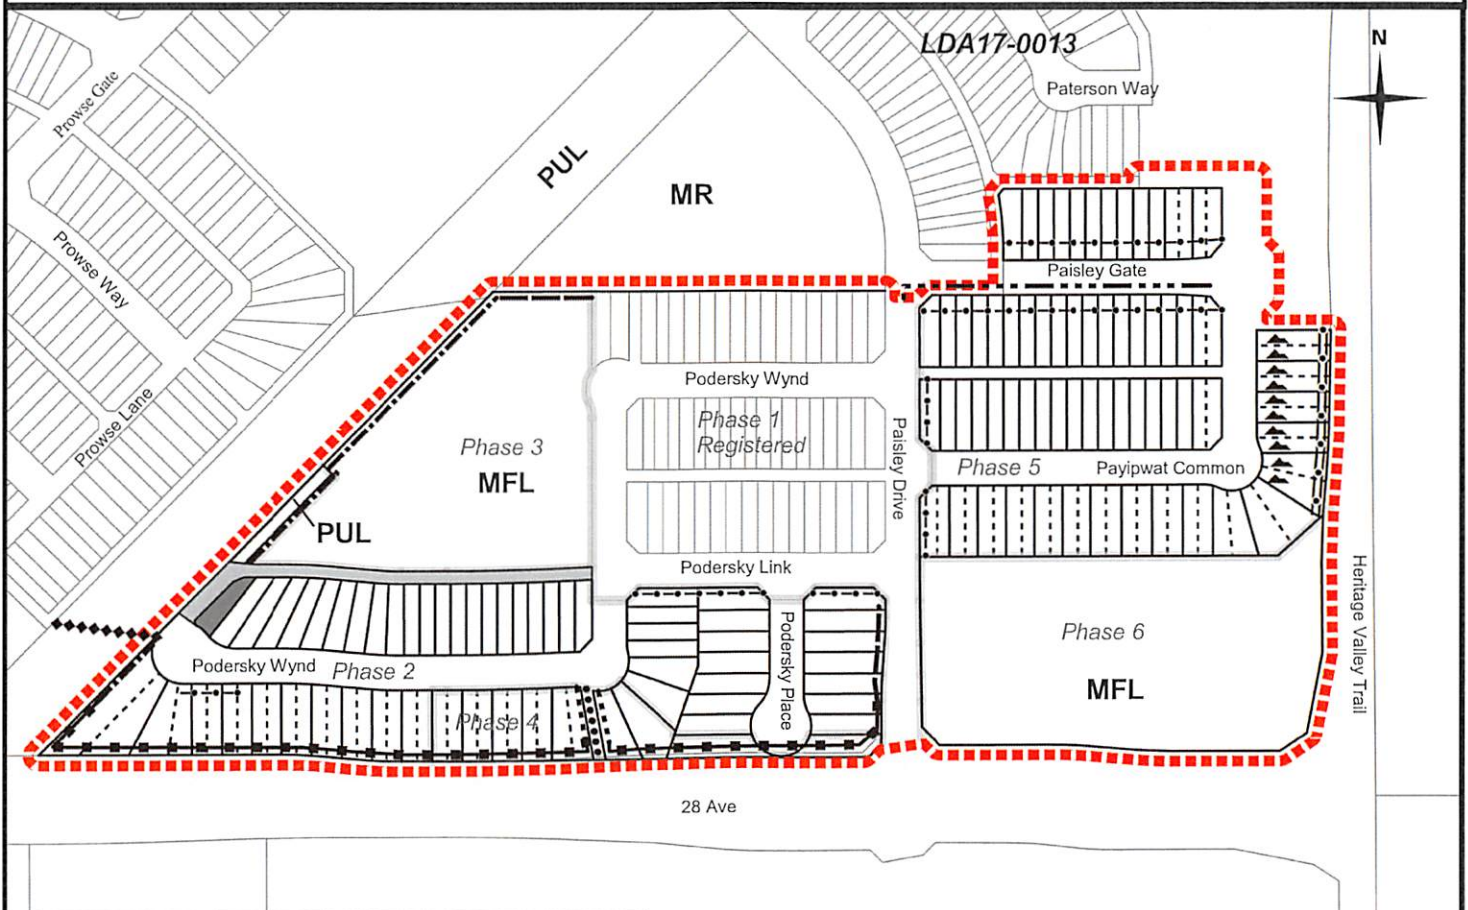 LDA17-0013
N
Paterson Way
Prowse Gate
PUL
MR
Prowse Way
Paisley Gate
Podersky Wynd
Phase 1
Registered
Phase 3
MFL
Paisley Drive
Phase 5
Payipwat Common
Prowse Lane
PUL
Podersky Link
Heritage Valley Trail
Phase 6
MFL
Podersky Place
Podersky Wynd
Phase 2
Phase 4
28 Ave